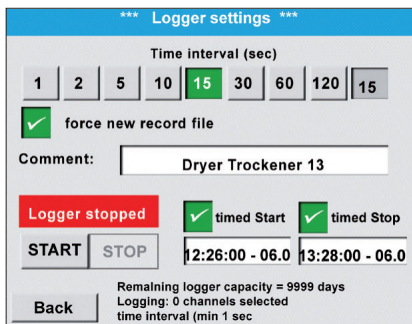 *** Logger settings ***
Time interval (sec)
1 2 5 10 15 30 60 120 15
force new record file
Comment: Dryer Trockener 13
Logger stopped timed Start timed Stop
START STOP 12:26:00 - 06.0 13:28:00 - 06.0
Remaining logger capacity = 9999 days
Back Logging: 0 channels selected
time interval (min 1 sec